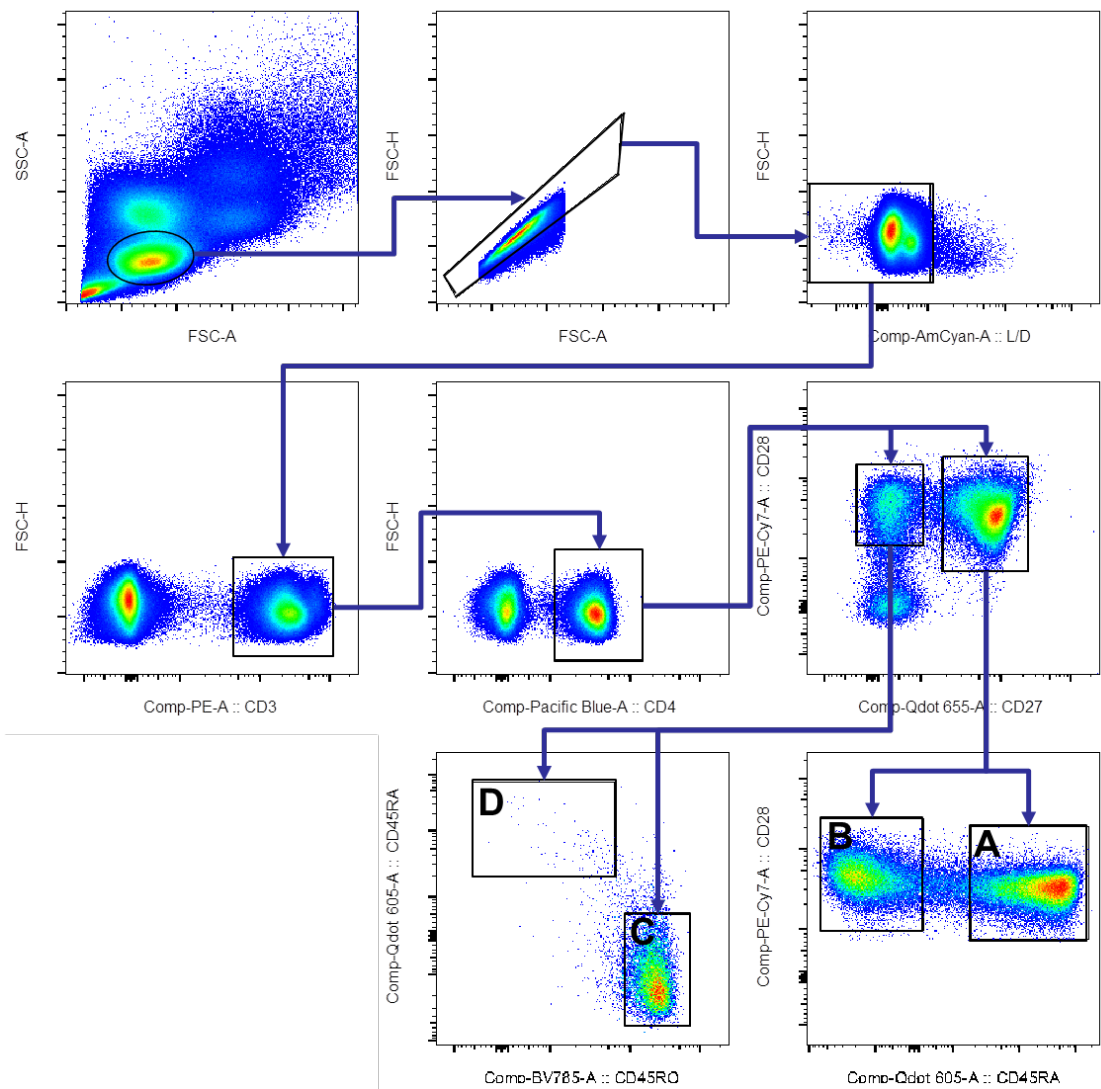 SSC-A
FSC-A
FSC-H
FSC-A
FSC-H
Comp-AmCyan-A :: L/D
FSC-H
Comp-PE-A :: CD3
FSC-H
Comp-Pacific Blue-A :: CD4
Comp-PE-Cy7-A :: CD28
Comp-Qdot 655-A :: CD27
Comp-Qdot 605-A :: CD45RA
D
C
Comp-BV785-A :: CD45RO
Comp-PE-Cy7-A :: CD28
B
A
Comp-Qdot 605-A :: CD45RA